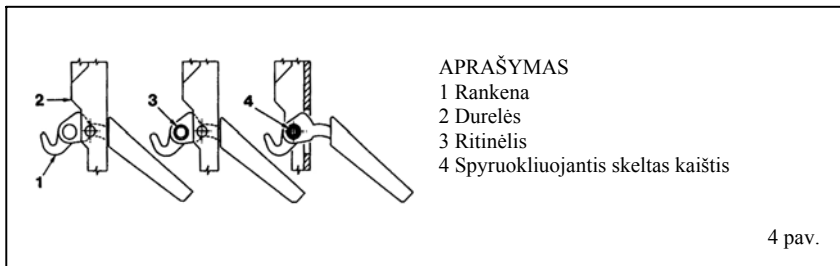 2
3
4
1
APRAŠYMAS
1 Rankena
2 Durelės
3 Ritinėlis
4 Spyruokliuojantis skeltas kaištis
4 pav.